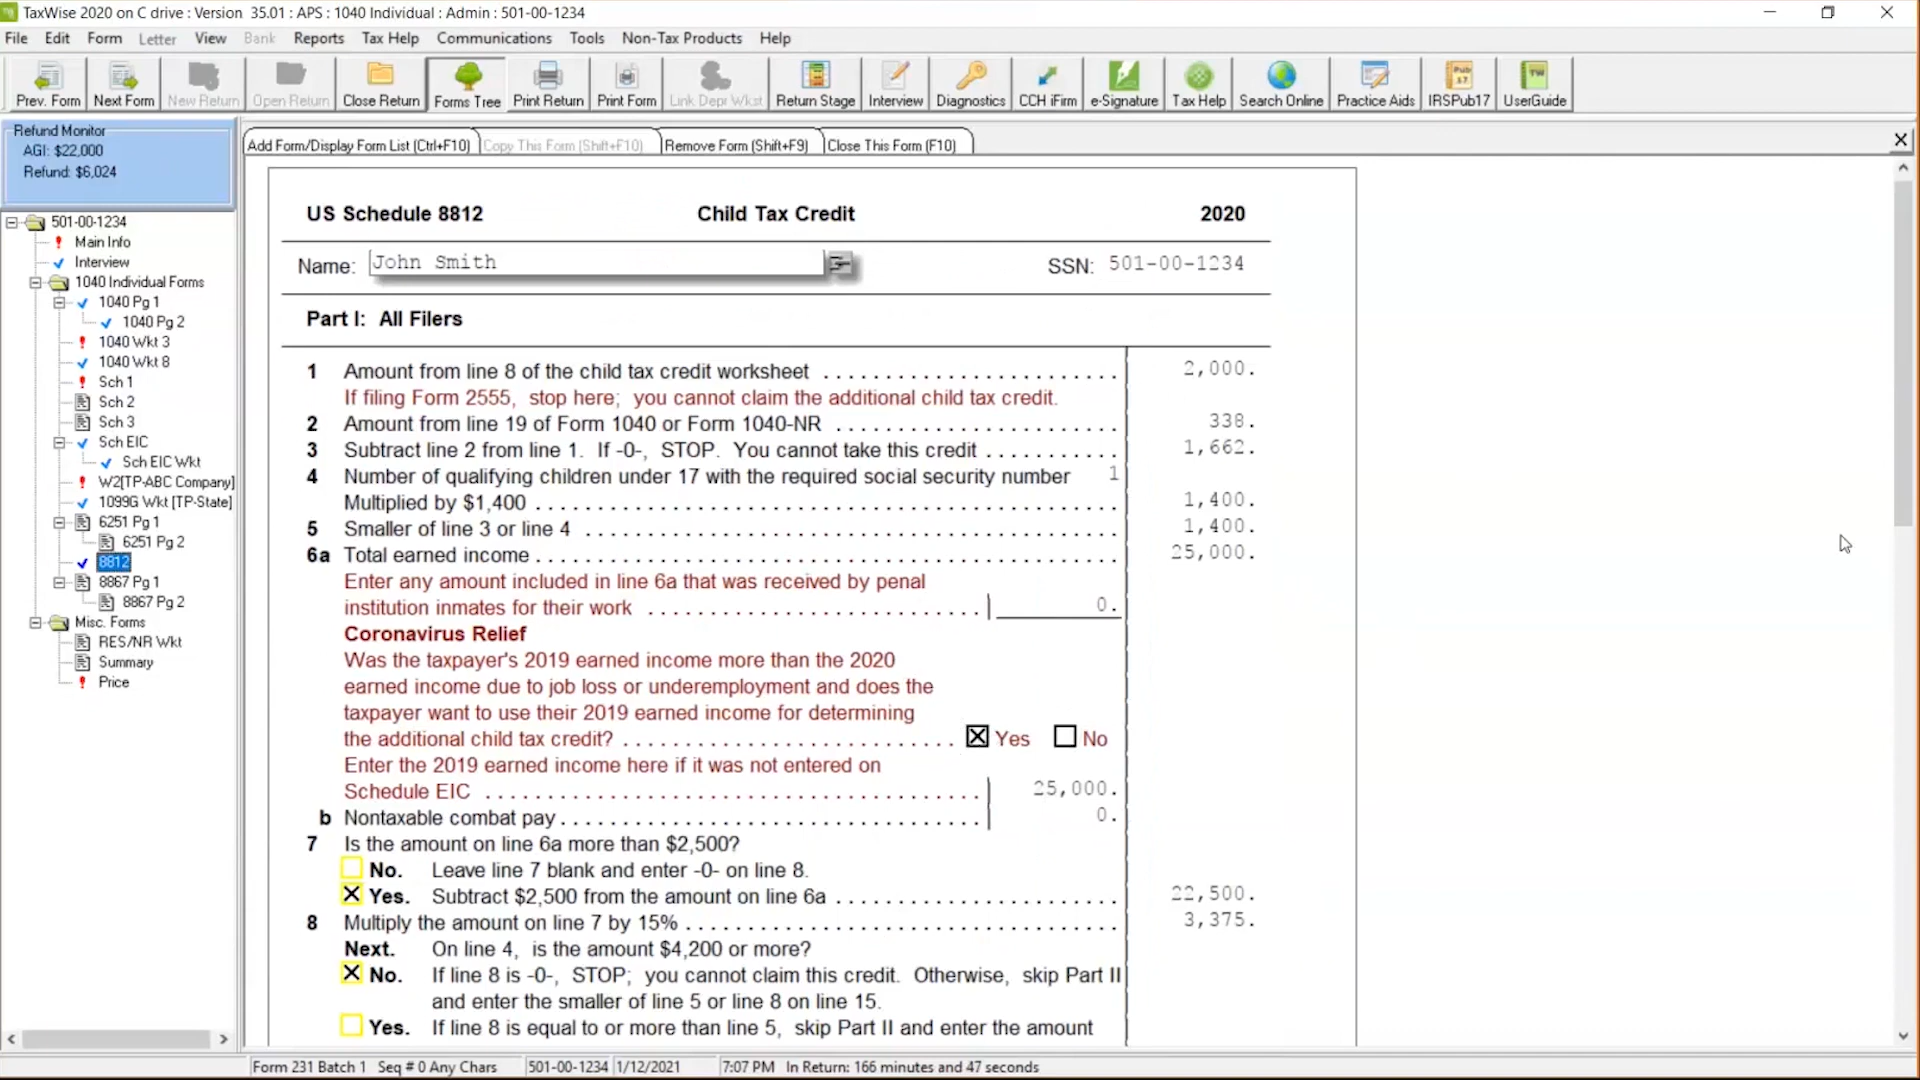 TaxWise 2020 on C drive : Version 35.01 : APS : 1040 Individual : Admin : 501-00-1234
File Edit Form Letter View Bank Reports Tax Help Communications Tools Non-Tax Products Help
Prev. Form Next Form New Return Open Return Close Return Forms Tree Print Return Print Form Link Depr Wkst Return Stage Interview Diagnostics CCH iFirm e-Signature Tax Help Search Online Practice Aids IRSPub17 UserGuide
Refund Monitor
AGI: $22,000
Refund: $6,024
501-00-1234
Main Info
Interview
1040 Individual Forms
1040 Pg 1
1040 Pg 2
1040 Wkt 3
1040 Wkt 8
Sch 1
Sch 2
Sch 3
Sch EIC
Sch EIC Wkt
W2[TP-ABC Company]
1099G Wkt [TP-State]
6251 Pg 1
6251 Pg 2
8812
8867 Pg 1
8867 Pg 2
Misc. Forms
RES/NR Wkt
Summary
Price
Add Form/Display Form List (Ctrl+F10) Copy This Form (Shift+F10) Remove Form (Shift+F9) Close This Form (F10)
US Schedule 8812 Child Tax Credit 2020
Name: John Smith SSN: 501-00-1234
Part I: All Filers
1 Amount from line 8 of the child tax credit worksheet 2,000.
If filing Form 2555, stop here; you cannot claim the additional child tax credit.
2 Amount from line 19 of Form 1040 or Form 1040-NR 338.
3 Subtract line 2 from line 1. If -0-, STOP. You cannot take this credit 1,662.
4 Number of qualifying children under 17 with the required social security number 1
Multiplied by $1,400 1,400.
5 Smaller of line 3 or line 4 1,400.
6a Total earned income 25,000.
Enter any amount included in line 6a that was received by penal
institution inmates for their work 0.
Coronavirus Relief
Was the taxpayer's 2019 earned income more than the 2020
earned income due to job loss or underemployment and does the
taxpayer want to use their 2019 earned income for determining
the additional child tax credit? Yes No
Enter the 2019 earned income here if it was not entered on
Schedule EIC 25,000.
b Nontaxable combat pay 0.
7 Is the amount on line 6a more than $2,500?
No. Leave line 7 blank and enter -0- on line 8.
Yes. Subtract $2,500 from the amount on line 6a 22,500.
8 Multiply the amount on line 7 by 15% 3,375.
Next. On line 4, is the amount $4,200 or more?
No. If line 8 is -0-, STOP; you cannot claim this credit. Otherwise, skip Part II
and enter the smaller of line 5 or line 8 on line 15.
Yes. If line 8 is equal to or more than line 5, skip Part II and enter the amount
Form 231 Batch 1 Seq # 0 Any Chars 501-00-1234 1/12/2021 7:07 PM In Return: 166 minutes and 47 seconds